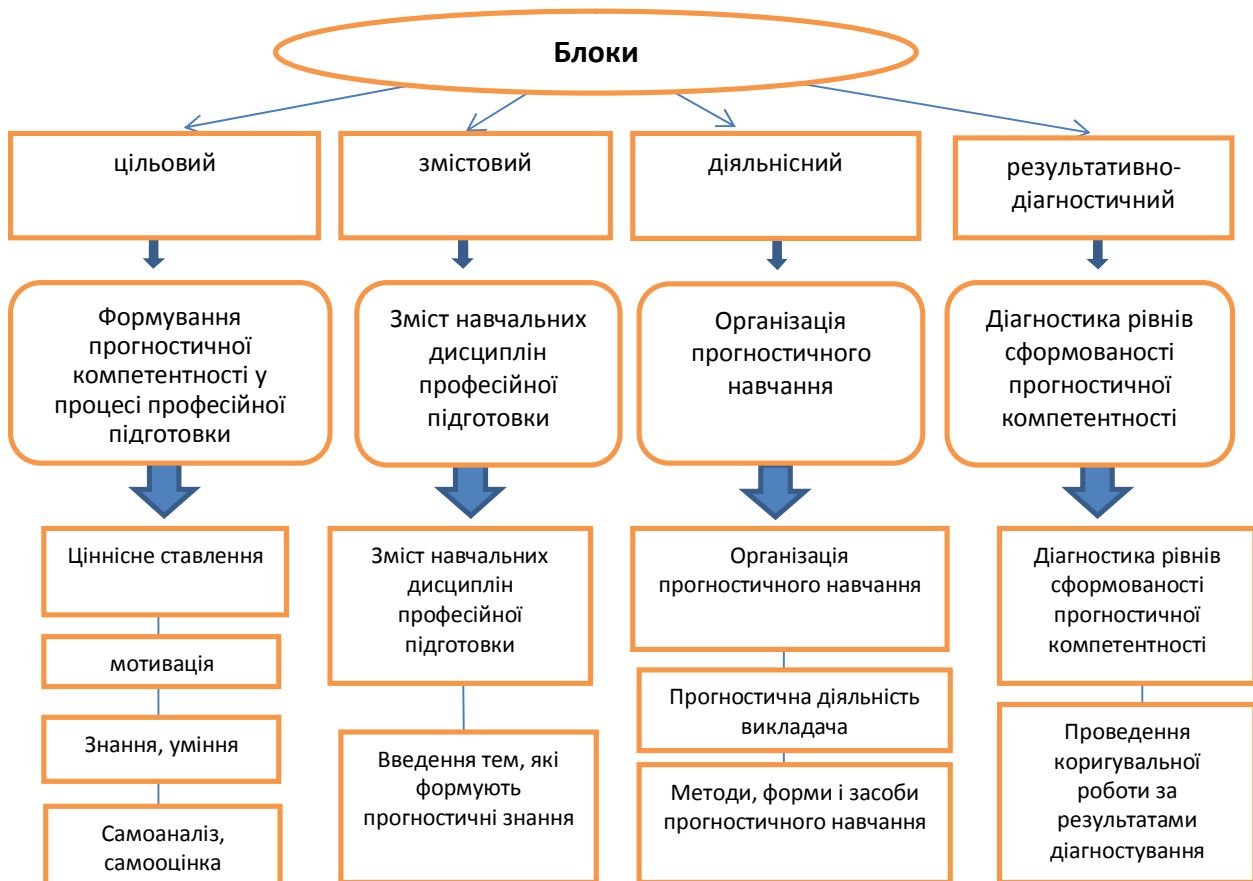 Блоки
цільовий
змістовий
діяльнісний
результативно-
діагностичний
Формування
прогностичної
компетентності у
процесі професійної
підготовки
Зміст навчальних
дисциплін
професійної
підготовки
Організація
прогностичного
навчання
Діагностика рівнів
сформованості
прогностичної
компетентності
Ціннісне ставлення
мотивація
Знання, уміння
Самоаналіз,
самооцінка
Зміст навчальних
дисциплін
професійної
підготовки
Введення тем, які
формують
прогностичні знання
Організація
прогностичного навчання
Прогностична діяльність
викладача
Методи, форми і засоби
прогностичного навчання
Діагностика рівнів
сформованості
прогностичної
компетентності
Проведення
коригувальної
роботи за
результатами
діагностування